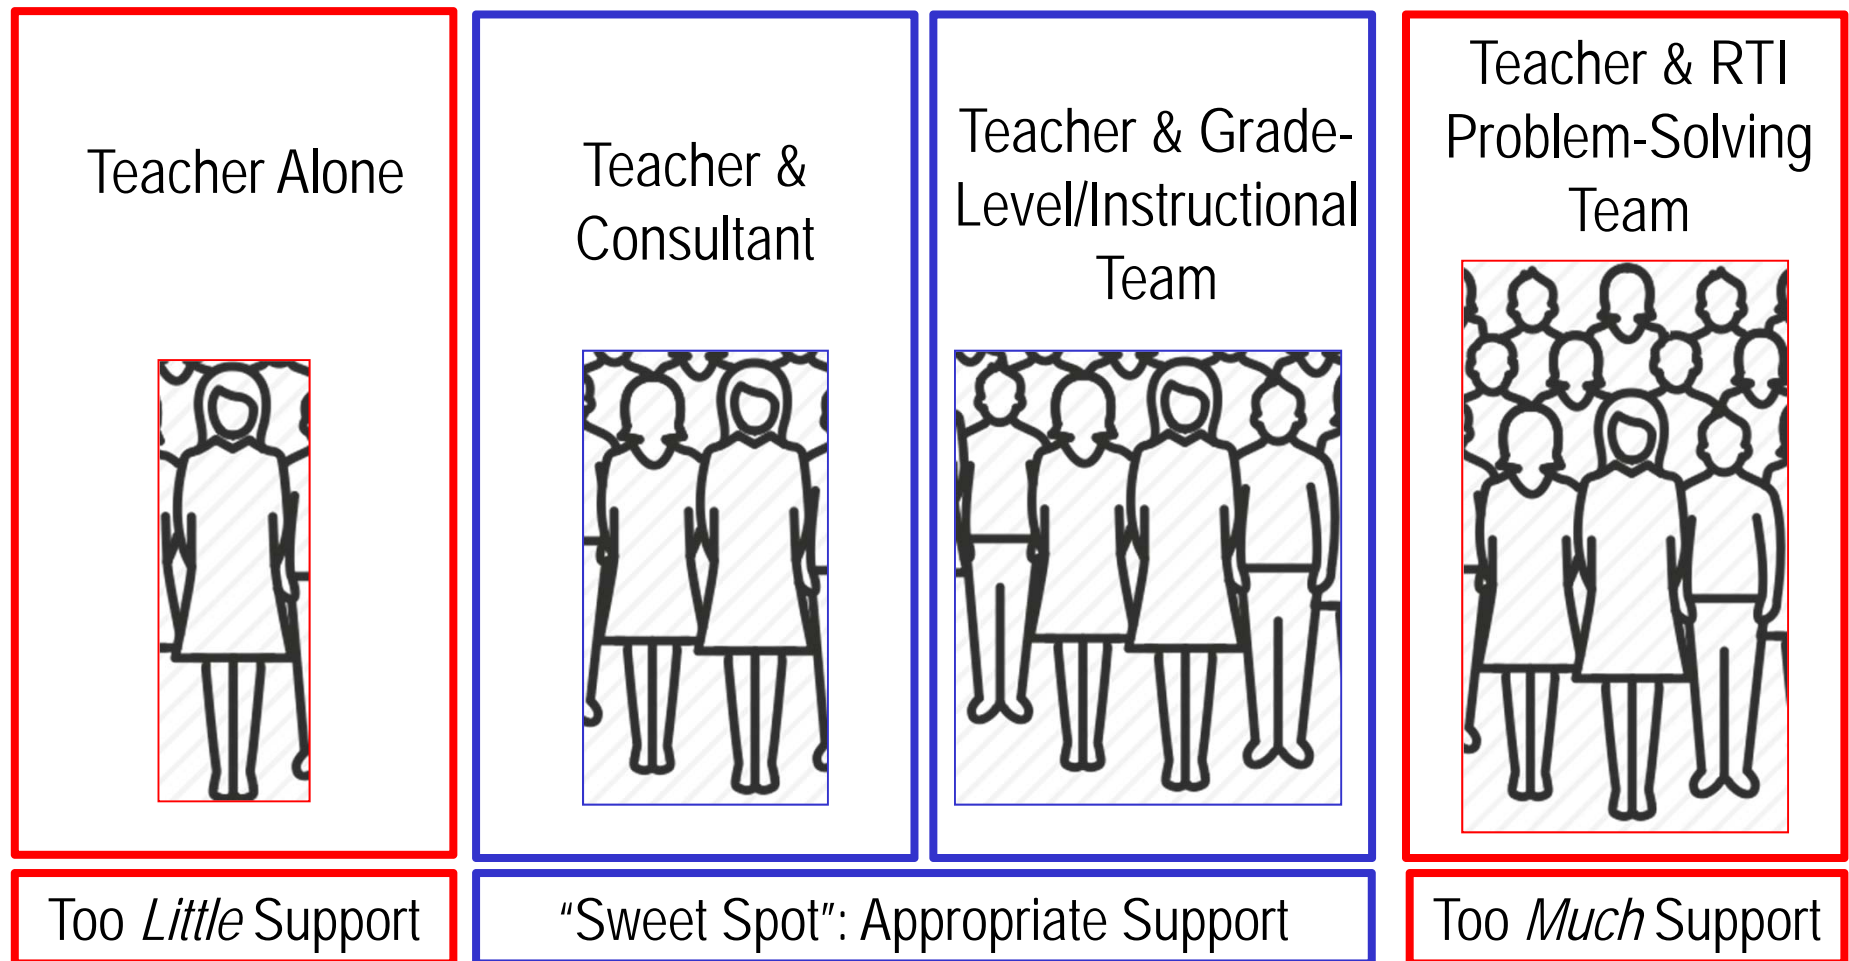 Teacher Alone
Teacher &
Consultant
Teacher & Grade-
Level/Instructional
Team
Teacher & RTI
Problem-Solving
Team
Too Little Support
“Sweet Spot”: Appropriate Support
Too Much Support